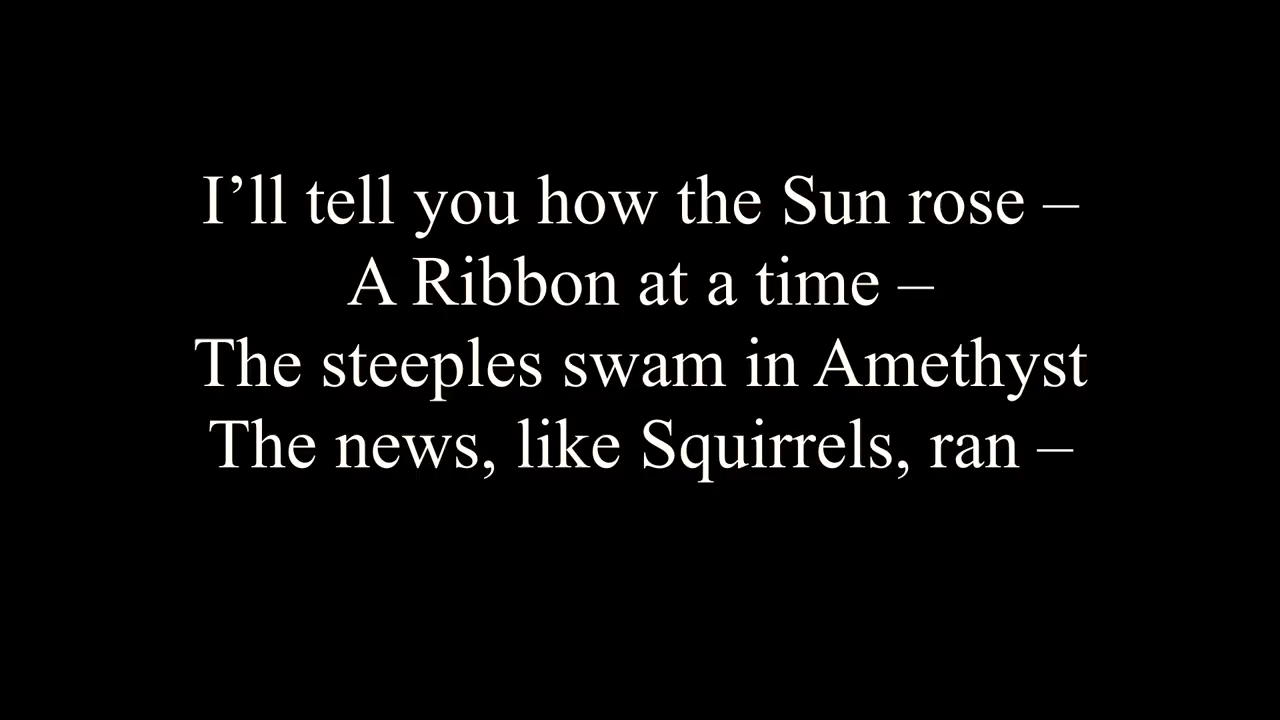 I’ll tell you how the Sun rose –
A Ribbon at a time –
The steeples swam in Amethyst
The news, like Squirrels, ran –